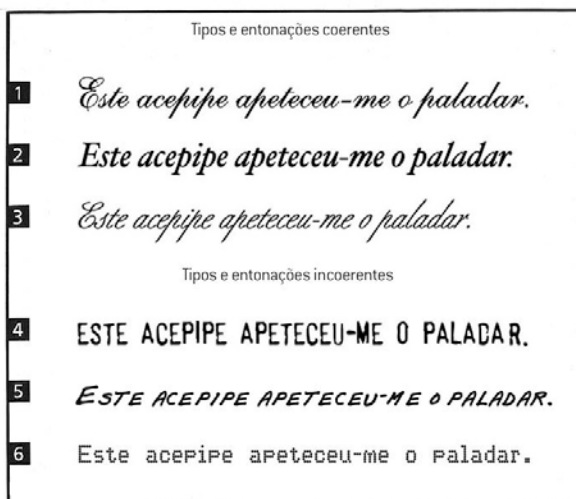 Tipos e entonações coerentes
1 Este acepipe apeteceu-me o paladar.
2 Este acepipe apeteceu-me o paladar.
3 Este acepipe apeteceu-me o paladar.
Tipos e entonações incoerentes
4 ESTE ACEPIPE APETECEU-ME O PALADAR.
5 ESTE ACEPIPE APETECEU-ME O PALADAR.
6 Este acepipe apeteceu-me o paladar.